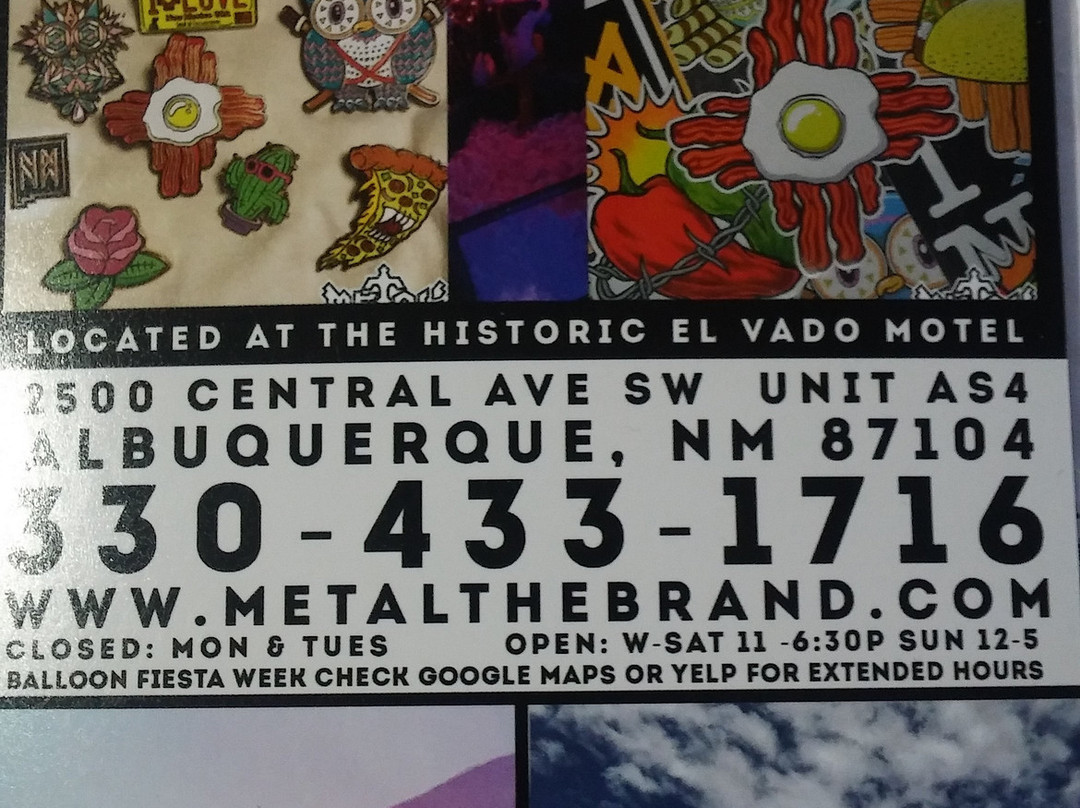 I LOVE
NM
LOCATED AT THE HISTORIC EL VADO MOTEL
2500 CENTRAL AVE SW UNIT AS4
ALBUQUERQUE, NM 87104
330-433-1716
WWW.METALTHEBRAND.COM
CLOSED: MON & TUES OPEN: W-SAT 11 -6:30P SUN 12-5
BALLOON FIESTA WEEK CHECK GOOGLE MAPS OR YELP FOR EXTENDED HOURS